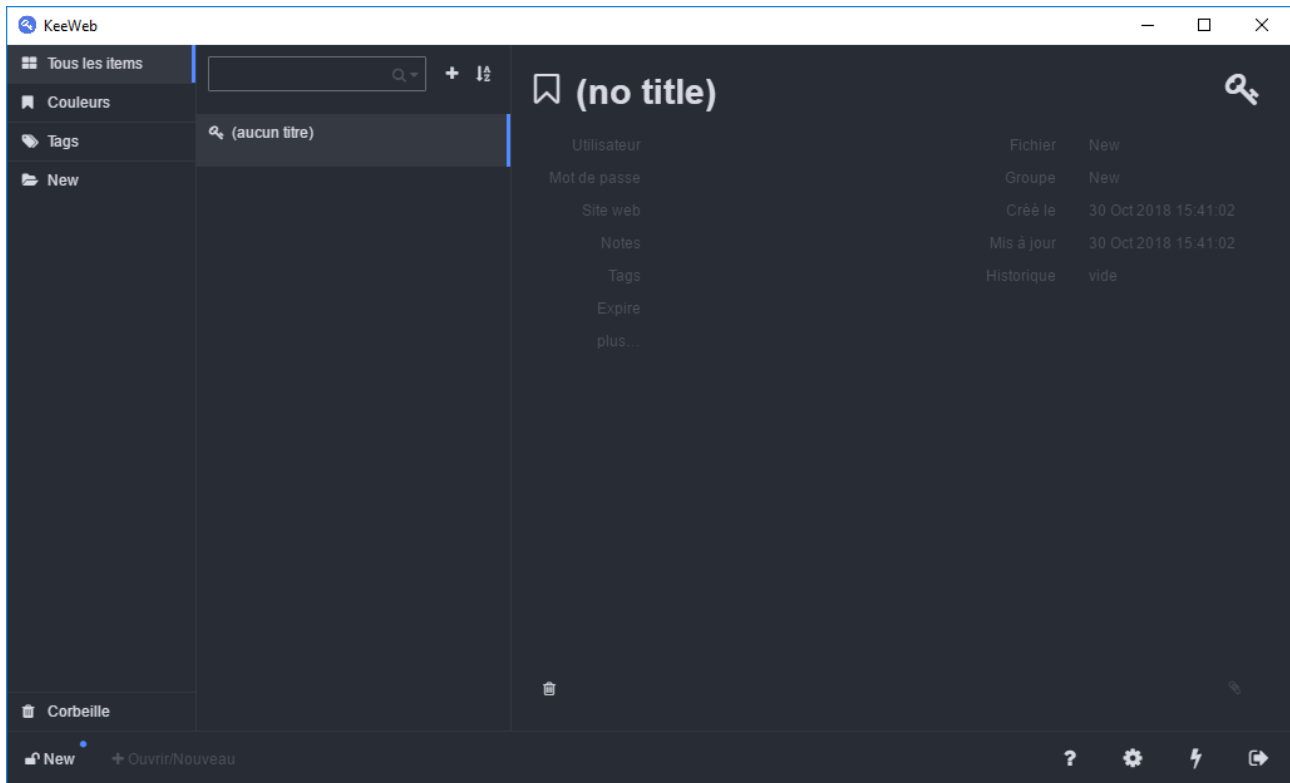 KeeWeb
Tous les items
Couleurs
Tags
New
Corbeille
(aucun titre)
(no title)
Utilisateur
Mot de passe
Site web
Notes
Tags
Expire
plus...
Fichier New
Groupe New
Créé le 30 Oct 2018 15:41:02
Mis à jour 30 Oct 2018 15:41:02
Historique vide
New
+ Ouvrir/Nouveau
?